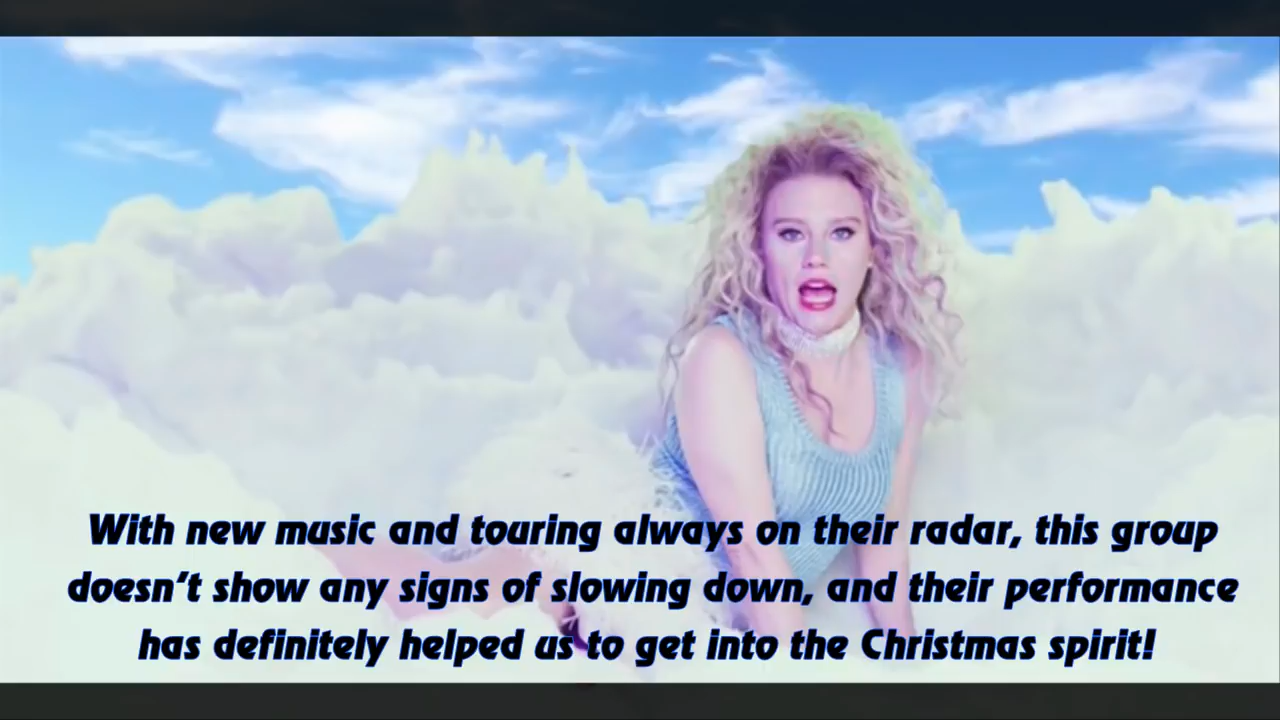 With new music and touring always on their radar, this group
doesn't show any signs of slowing down, and their performance
has definitely helped us to get into the Christmas spirit!